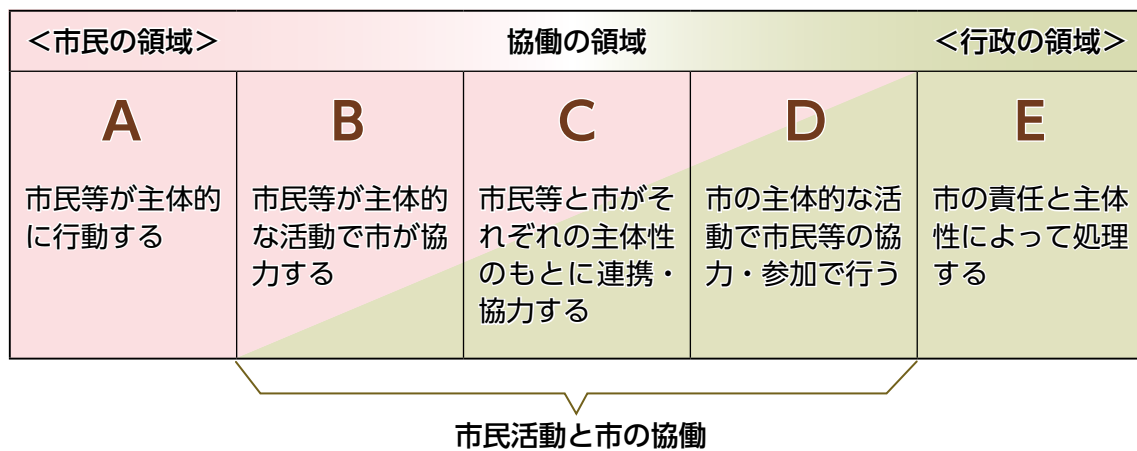 ＜市民の領域＞
協働の領域
＜行政の領域＞
A
市民等が主体的
に行動する
B
市民等が主体的
な活動で市が協
力する
C
市民等と市がそ
れぞれの主体性
のもとに連携・
協力する
D
市の主体的な活
動で市民等の協
力・参加で行う
E
市の責任と主体
性によって処理
する
市民活動と市の協働